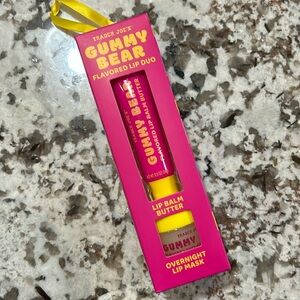 TRADER JOE'S
GUMMY
BEAR
FLAVORED LIP DUO
GUMMY BEAR
FLAVORED LIP BALM BUTTER
LIP BALM
BUTTER
GUMMY
OVERNIGHT
LIP MASK